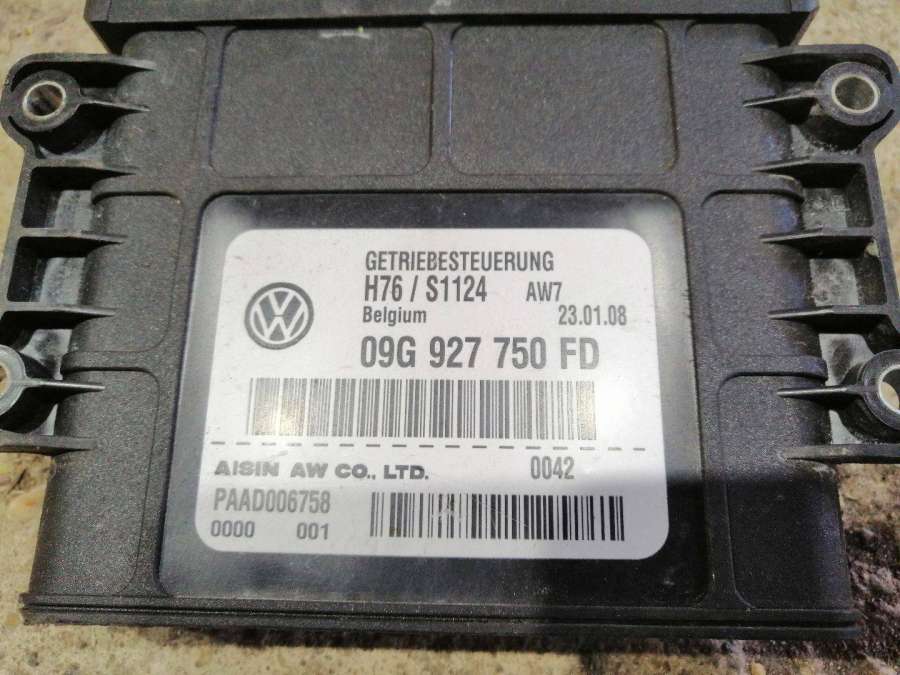 GETRIEBESTEUERUNG
H76 / S1124 AW7
Belgium 23.01.08
09G 927 750 FD
AISIN AW CO., LTD. 0042
PAAD006758
0000 001